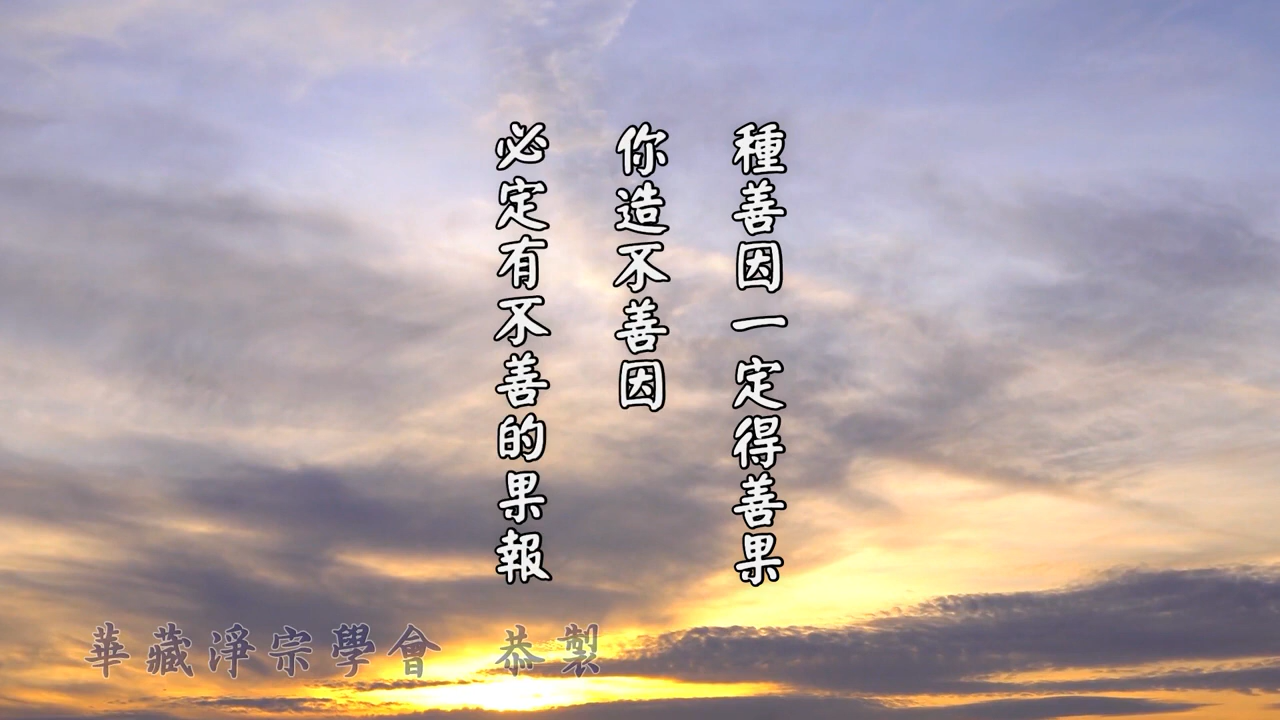 種善因一定得善果
你造不善因
必定有不善的果報
華藏淨宗學會 恭製